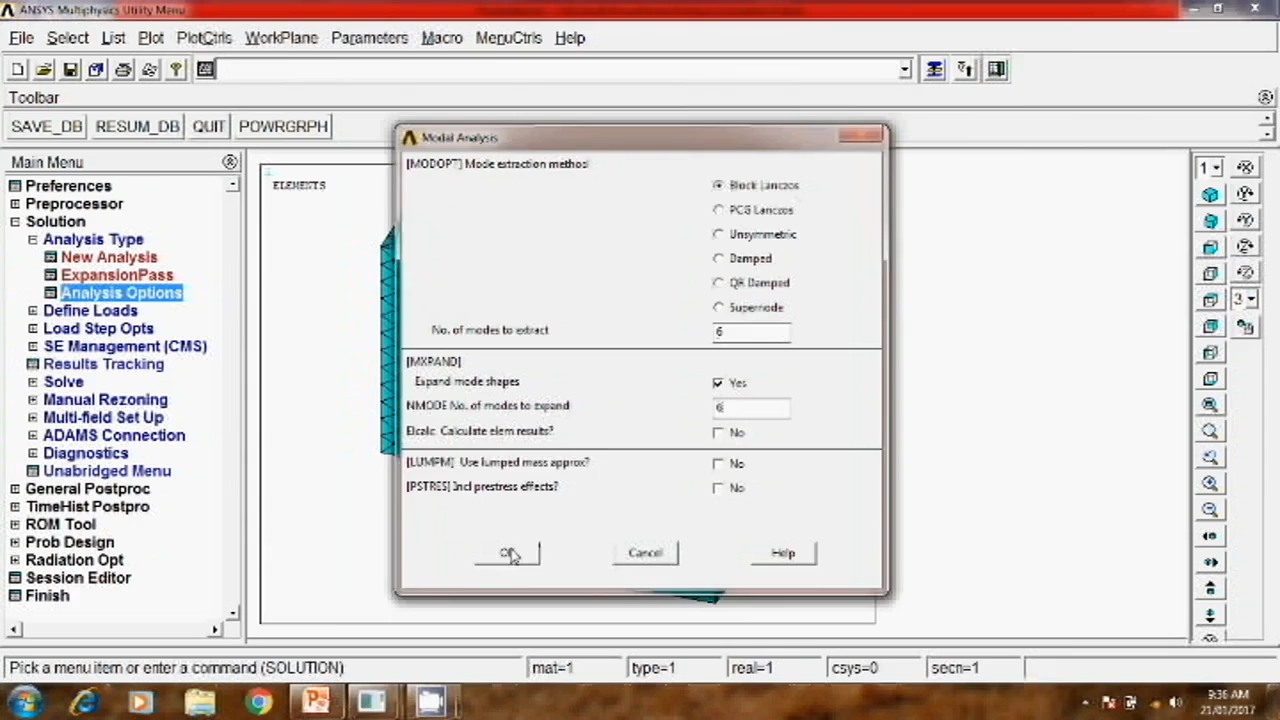 ANSYS Multiphysics Utility Menu
File Select List Plot PlotCtrls WorkPlane Parameters Macro MenuCtrls Help
Toolbar
SAVE_DB RESUM_DB QUIT POWRGRPH
Main Menu
Preferences
Preprocessor
Solution
Analysis Type
New Analysis
ExpansionPass
Analysis Options
Define Loads
Load Step Opts
SE Management (CMS)
Results Tracking
Solve
Manual Rezoning
Multi-field Set Up
ADAMS Connection
Diagnostics
Unabridged Menu
General Postproc
TimeHist Postpro
ROM Tool
Prob Design
Radiation Opt
Session Editor
Finish
ELEMENTS
Modal Analysis
[MODOPT] Mode extraction method
Block Lanczos
PCG Lanczos
Unsymmetric
Damped
QR Damped
Supernode
No. of modes to extract 6
[MXPAND]
Expand mode shapes Yes
NMODE No. of modes to expand 6
Elcalc Calculate elem results? No
[LUMPM] Use lumped mass approx? No
[PSTRES] Incl prestress effects? No
OK Cancel Help
1
3
Pick a menu item or enter a command (SOLUTION) mat=1 type=1 real=1 csys=0 secn=1
9:36 AM
21/01/2017